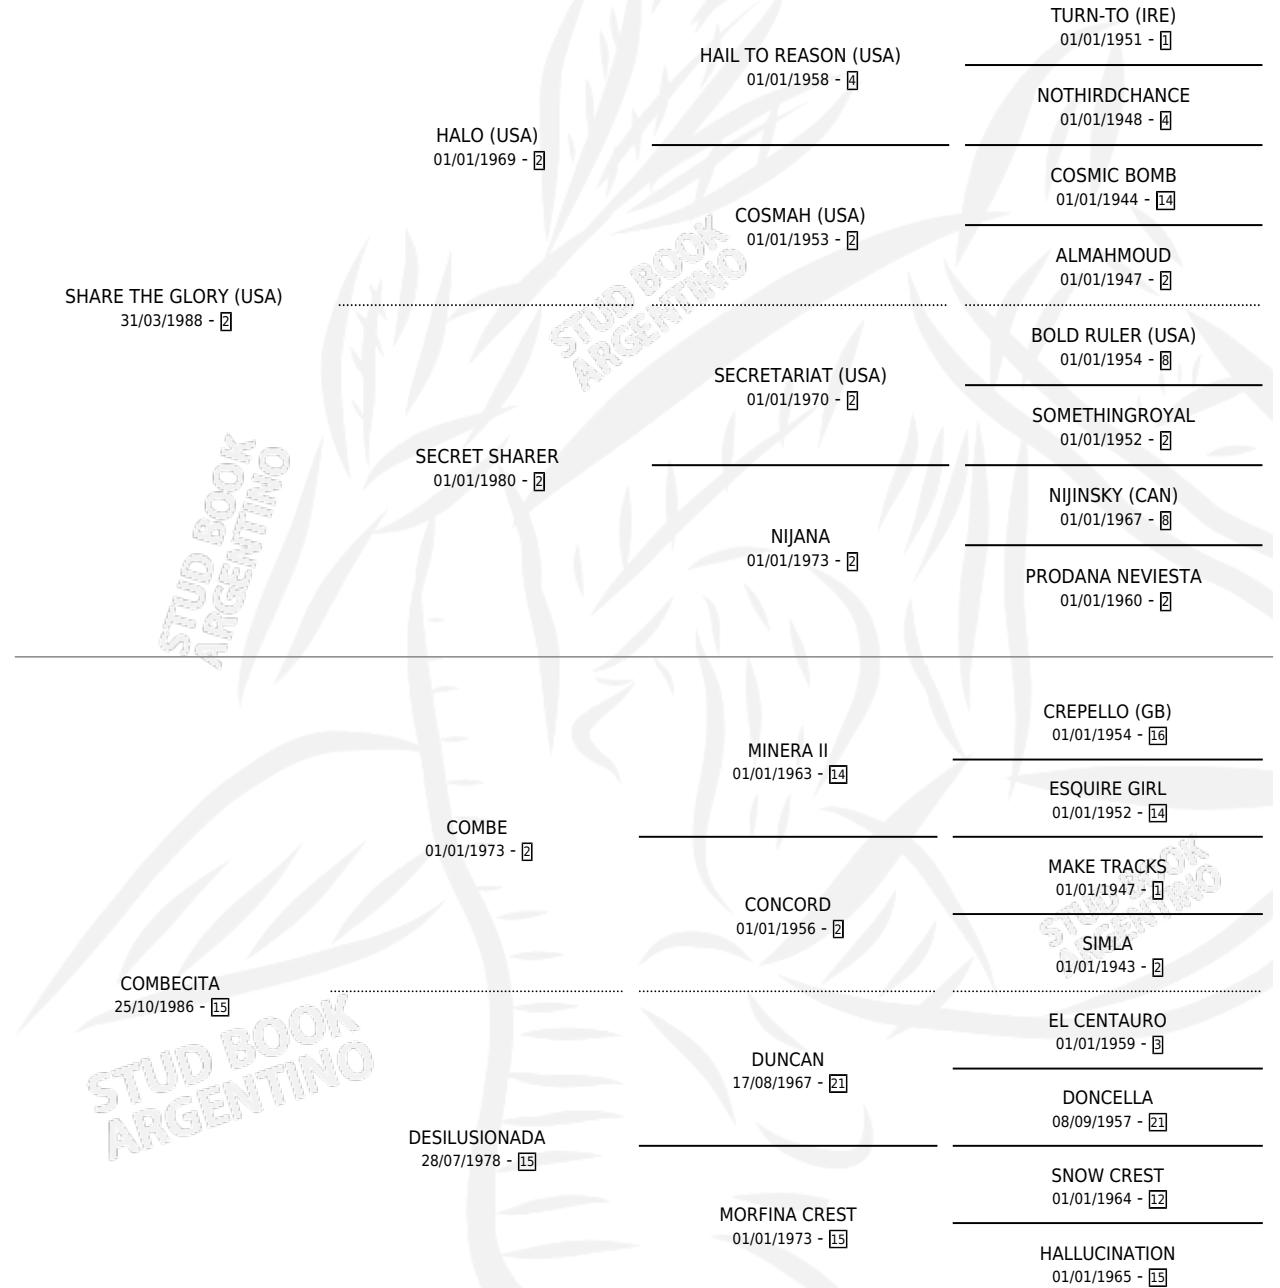 TURN-TO (IRE)
01/01/1951 - 1
HAIL TO REASON (USA)
01/01/1958 - 4
NOTHIRDCHANCE
01/01/1948 - 4
HALO (USA)
01/01/1969 - 2
COSMIC BOMB
01/01/1944 - 14
COSMAH (USA)
01/01/1953 - 2
ALMAHMOUD
01/01/1947 - 2
SHARE THE GLORY (USA)
31/03/1988 - 2
BOLD RULER (USA)
01/01/1954 - 8
SECRETARIAT (USA)
01/01/1970 - 2
SOMETHINGROYAL
01/01/1952 - 2
SECRET SHARER
01/01/1980 - 2
NIJINSKY (CAN)
01/01/1967 - 8
NIJANA
01/01/1973 - 2
PRODANA NEVIESTA
01/01/1960 - 2
CREPELLO (GB)
01/01/1954 - 16
MINERA II
01/01/1963 - 14
ESQUIRE GIRL
01/01/1952 - 14
COMBE
01/01/1973 - 2
MAKE TRACKS
01/01/1947 - 1
CONCORD
01/01/1956 - 2
SIMLA
01/01/1943 - 2
COMBECITA
25/10/1986 - 15
EL CENTAURO
01/01/1959 - 3
DUNCAN
17/08/1967 - 21
DONCELLA
08/09/1957 - 21
DESILUSIONADA
28/07/1978 - 15
SNOW CREST
01/01/1964 - 12
MORFINA CREST
01/01/1973 - 15
HALLUCINATION
01/01/1965 - 15
STUD BOOK
ARGENTINO
STUD BOOK
ARGENTINO
STUD BOOK
ARGENTINO
STUD BOOK
ARGENTINO